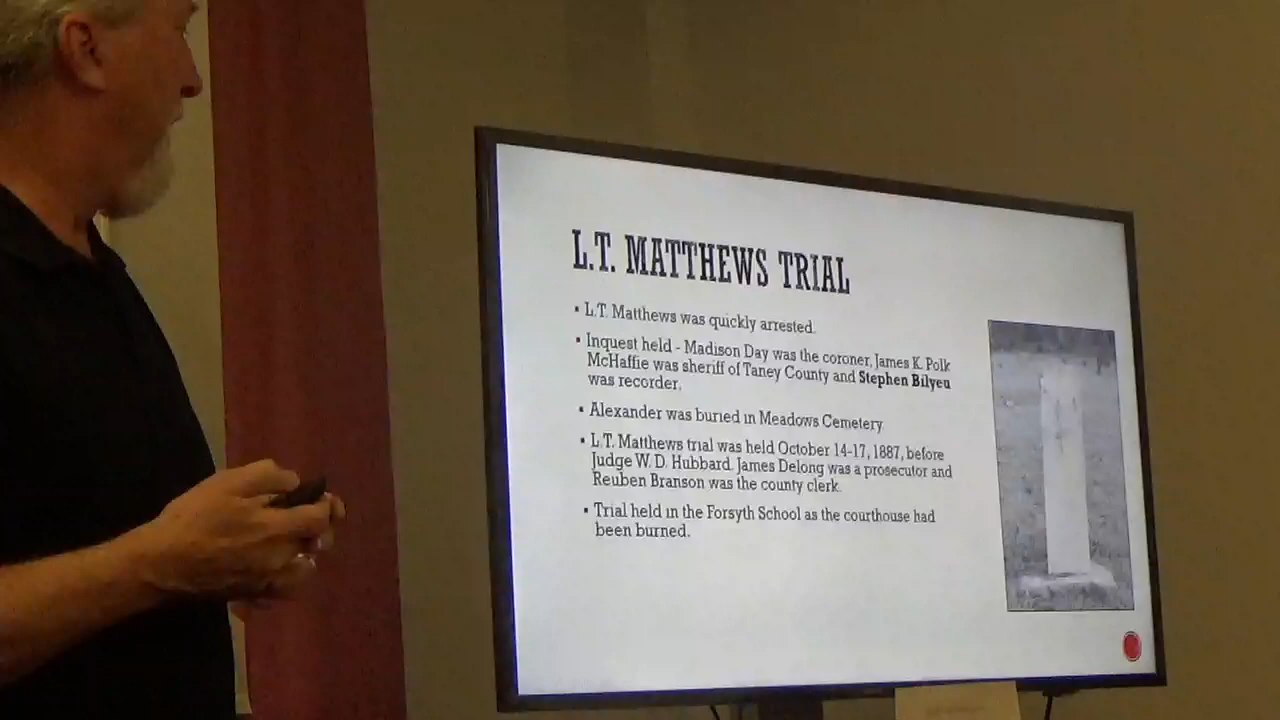 L.T. MATTHEWS TRIAL
▪ L.T. Matthews was quickly arrested.
▪ Inquest held - Madison Day was the coroner, James K. Polk
McHaffie was sheriff of Taney County and Stephen Bilyeu
was recorder.
▪ Alexander was buried in Meadows Cemetery
▪ L.T. Matthews trial was held October 14-17, 1887, before
Judge W. D. Hubbard. James Delong was a prosecutor and
Reuben Branson was the county clerk.
▪ Trial held in the Forsyth School as the courthouse had
been burned.